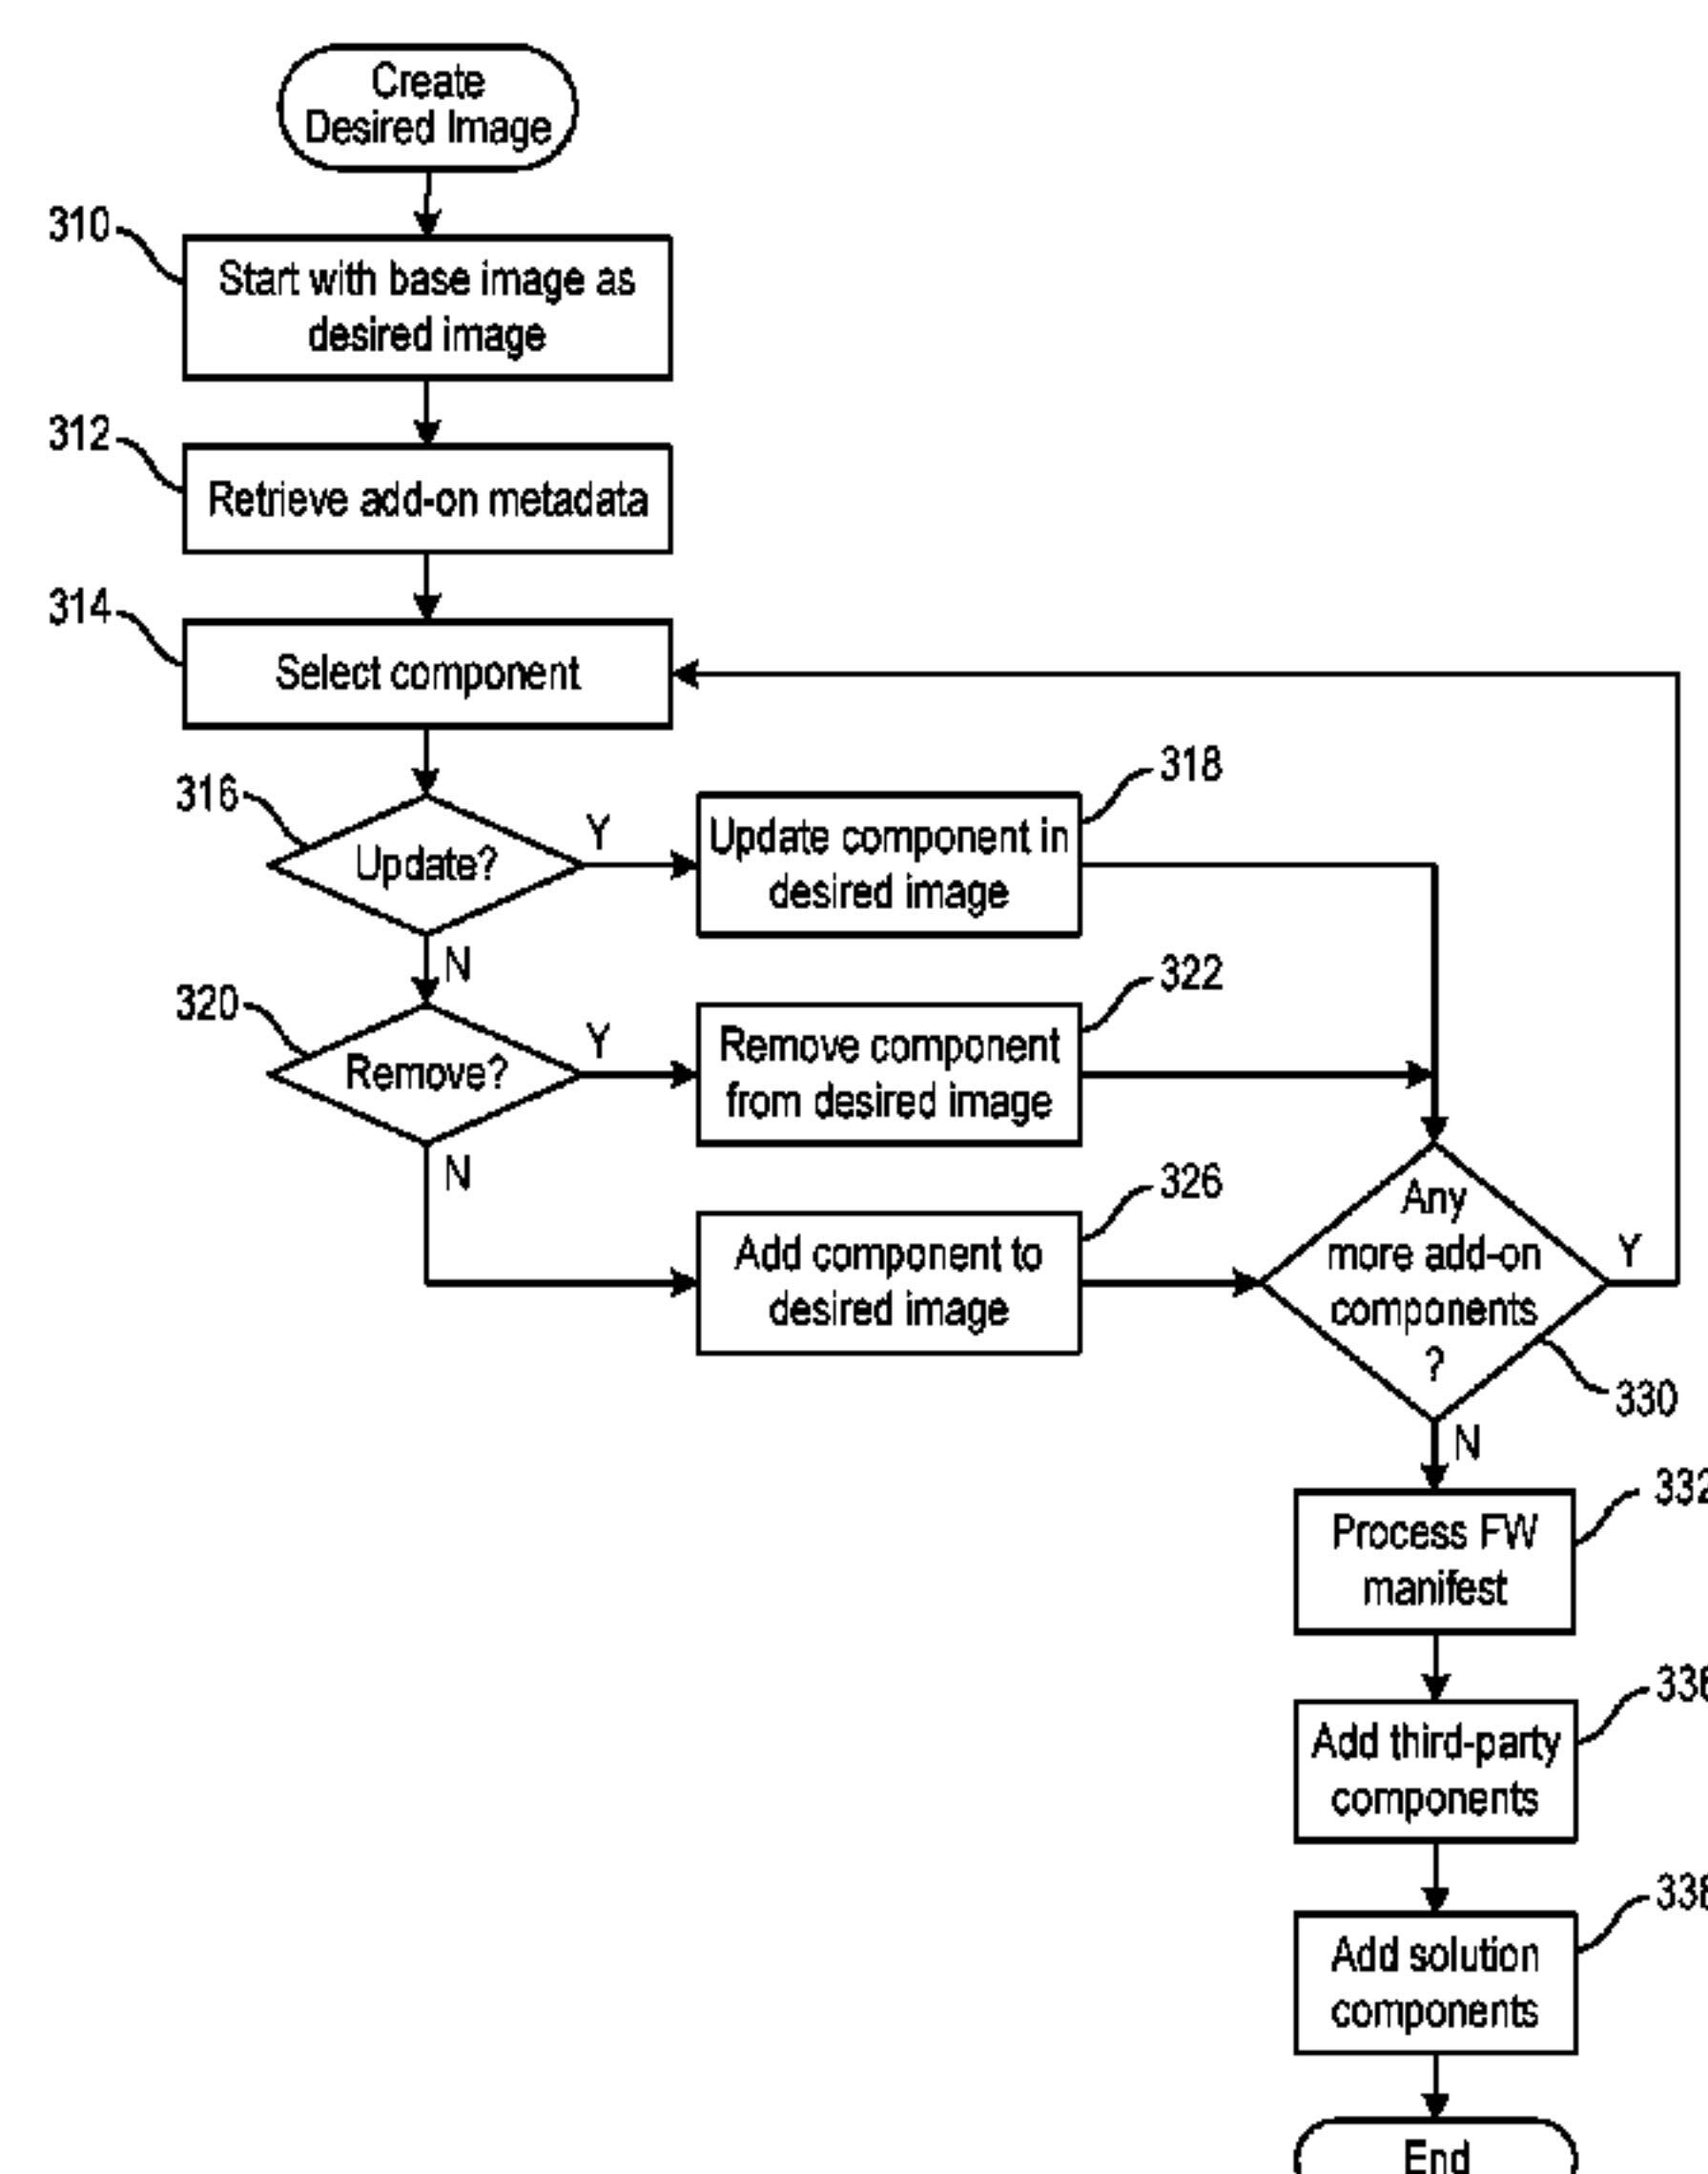 Create
Desired Image
310
Start with base image as
desired image
312
Retrieve add-on metadata
314
Select component
316
Update?
Y
N
318
Update component in
desired image
320
Remove?
Y
N
322
Remove component
from desired image
326
Add component to
desired image
Any
more add-on
components
?
Y
N
330
332
Process FW
manifest
336
Add third-party
components
338
Add solution
components
End